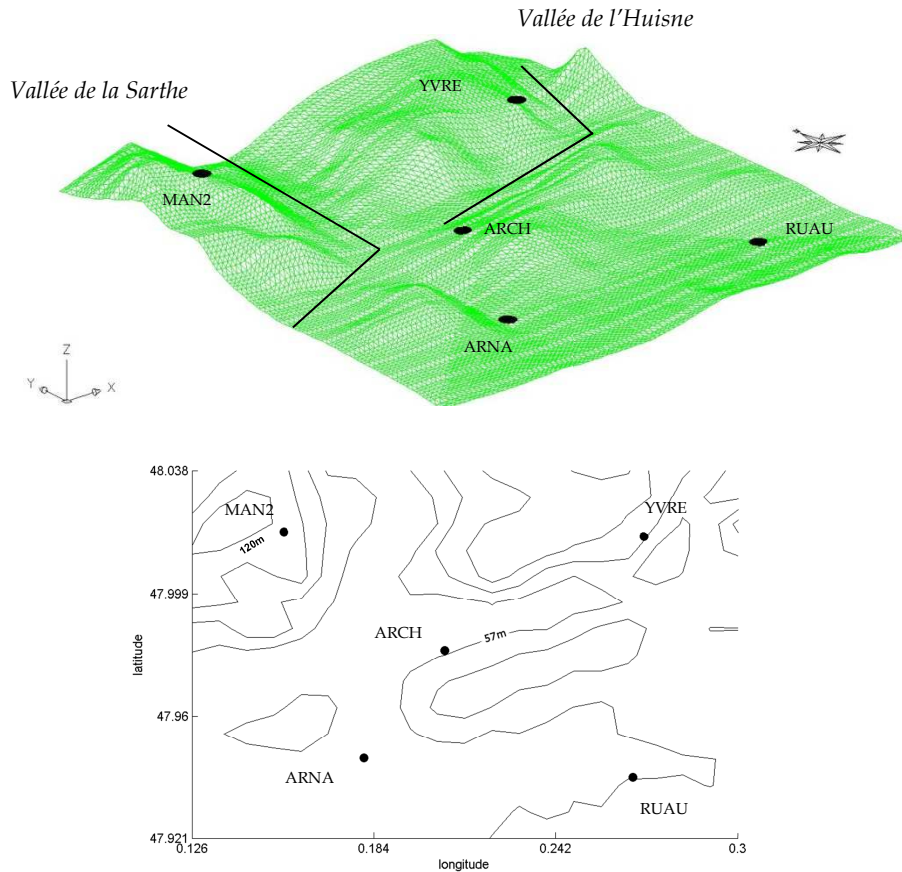 Vallée de l'Huisne
Vallée de la Sarthe
YVRE
MAN2
ARCH
RUAU
ARNA
Z
Y
X
48.038
MAN2
YVRE
120m
47.999
ARCH
57m
latitude
47.96
ARNA
RUAU
47.921
0.126
0.184
0.242
0.3
longitude